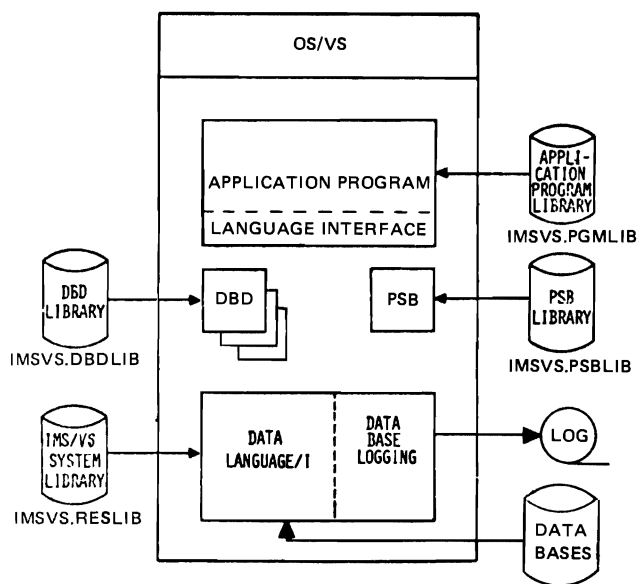 OS/VS
APPLICATION PROGRAM
LANGUAGE INTERFACE
APPLI-
CATION
PROGRAM
LIBRARY
IMSVS.PGMLIB
DBD
LIBRARY
IMSVS.DBDLIB
DBD
PSB
PSB
LIBRARY
IMSVS.PSBLIB
IMS/VS
SYSTEM
LIBRARY
IMSVS.RESLIB
DATA
LANGUAGE/I
DATA
BASE
LOGGING
LOG
DATA
BASES